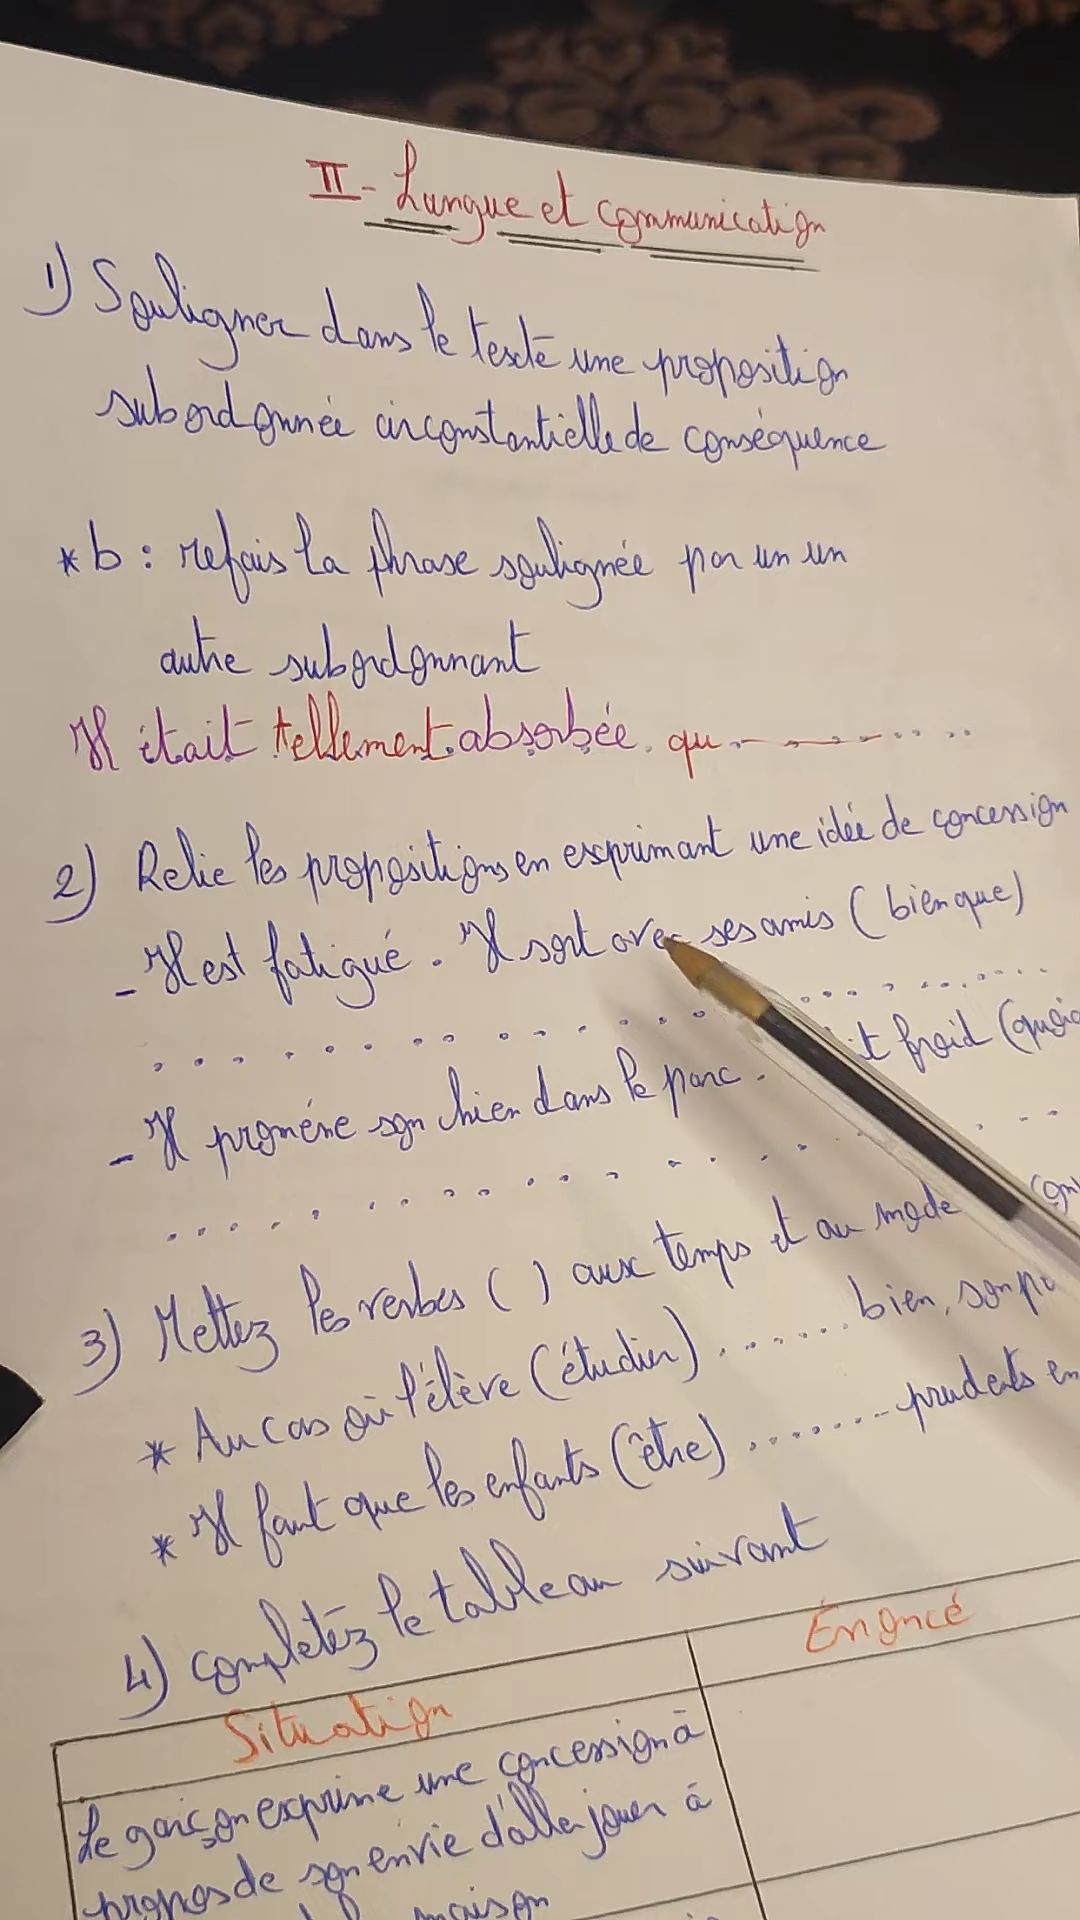 II - Langue et communication
1) Souligner dans le texte une proposition
subordonnée circonstantielle de conséquence
* b : refais la phrase soulignée par un un
autre subordonnant
Il était tellement absorbée qu
2) Relie les propositions en exprimant une idée de concession
- Il est fatigué. Il sort avec ses amis (bien que)
- Il promène son chien dans le parc. it froid (quoi
3) Mettez les verbes ( ) aux temps et au mode
* Au cas où l'élève (étudier) ....... bien, son pa
* Il faut que les enfants (être) ........ prudents en
4) complétez le tableau suivant
Situation Énoncé
Le garçon exprime une concession à
propos de son envie d'aller jouer à
maison